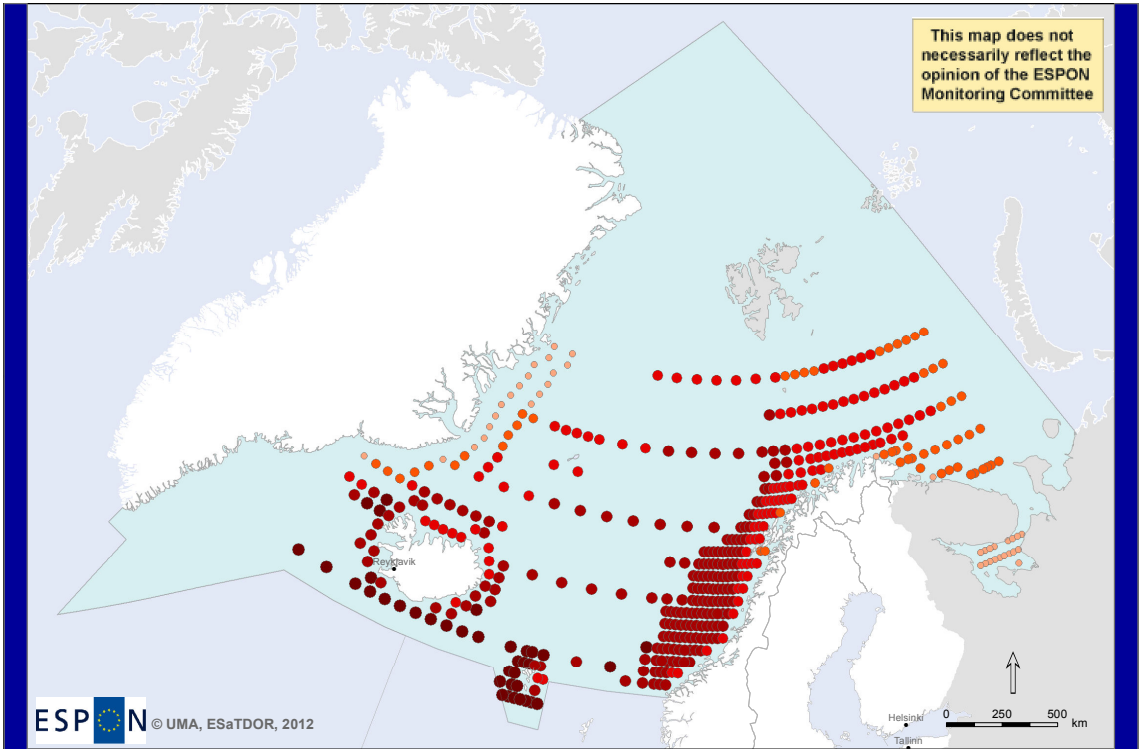 This map does not
necessarily reflect the
opinion of the ESPON
Monitoring Committee
Reykjavik
ESPON © UMA, ESaTDOR, 2012
Helsinki
Tallinn
0 250 500 km